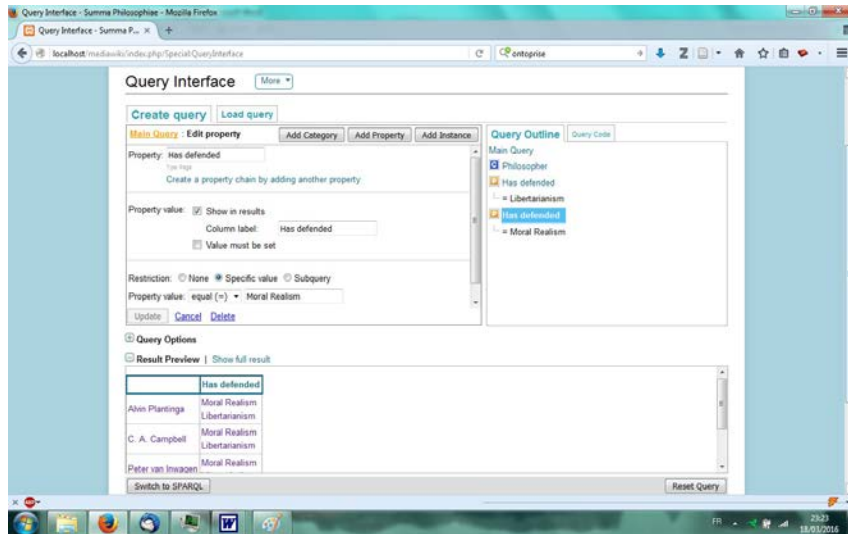 Query Interface - Summa Philosophiae - Mozilla Firefox
Query Interface - Summa P... × +
localhost/mediawiki/index.php/Special:QueryInterface
ontoprise
Query Interface
More
Create query
Load query
Main Query : Edit property
Add Category
Add Property
Add Instance
Property: Has defended
Type: Page
Create a property chain by adding another property
Property value: Show in results
Column label: Has defended
Value must be set
Restriction: None Specific value Subquery
Property value: equal (=) Moral Realism
Update Cancel Delete
Query Outline
Query Code
Main Query
C Philosopher
P Has defended
= Libertarianism
P Has defended
= Moral Realism
Query Options
Result Preview | Show full result
Has defended
Alvin Plantinga
Moral Realism
Libertarianism
C. A. Campbell
Moral Realism
Libertarianism
Peter van Inwagen
Moral Realism
Switch to SPARQL
Reset Query
ABP
W
FR
23:23
18/03/2016